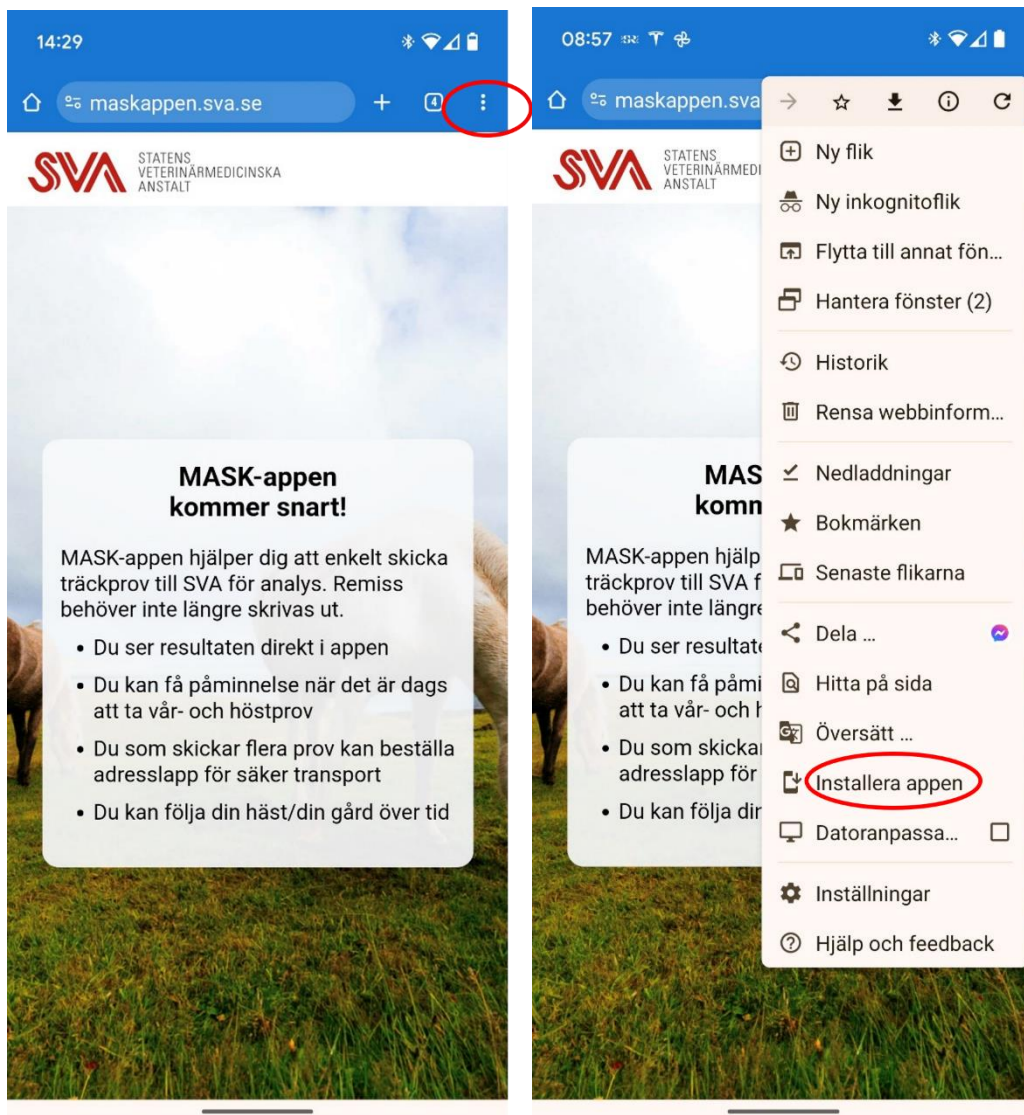 14:29
maskappen.sva.se
4
SVA
STATENS
VETERINÄRMEDICINSKA
ANSTALT
MASK-appen
kommer snart!
MASK-appen hjälper dig att enkelt skicka
träckprov till SVA för analys. Remiss
behöver inte längre skrivas ut.
• Du ser resultaten direkt i appen
• Du kan få påminnelse när det är dags
att ta vår- och höstprov
• Du som skickar flera prov kan beställa
adresslapp för säker transport
• Du kan följa din häst/din gård över tid
08:57
maskappen.sva
SVA
STATENS
VETERINÄRMEDI
ANSTALT
MAS
komm
MASK-appen hjälp
träckprov till SVA f
behöver inte längre
• Du ser resultate
• Du kan få påmi
att ta vår- och h
• Du som skickar
adresslapp för
• Du kan följa dir
Ny flik
Ny inkognitoflik
Flytta till annat fön...
Hantera fönster (2)
Historik
Rensa webbinform...
Nedladdningar
Bokmärken
Senaste flikarna
Dela ...
Hitta på sida
Översätt ...
Installera appen
Datoranpassa...
Inställningar
Hjälp och feedback